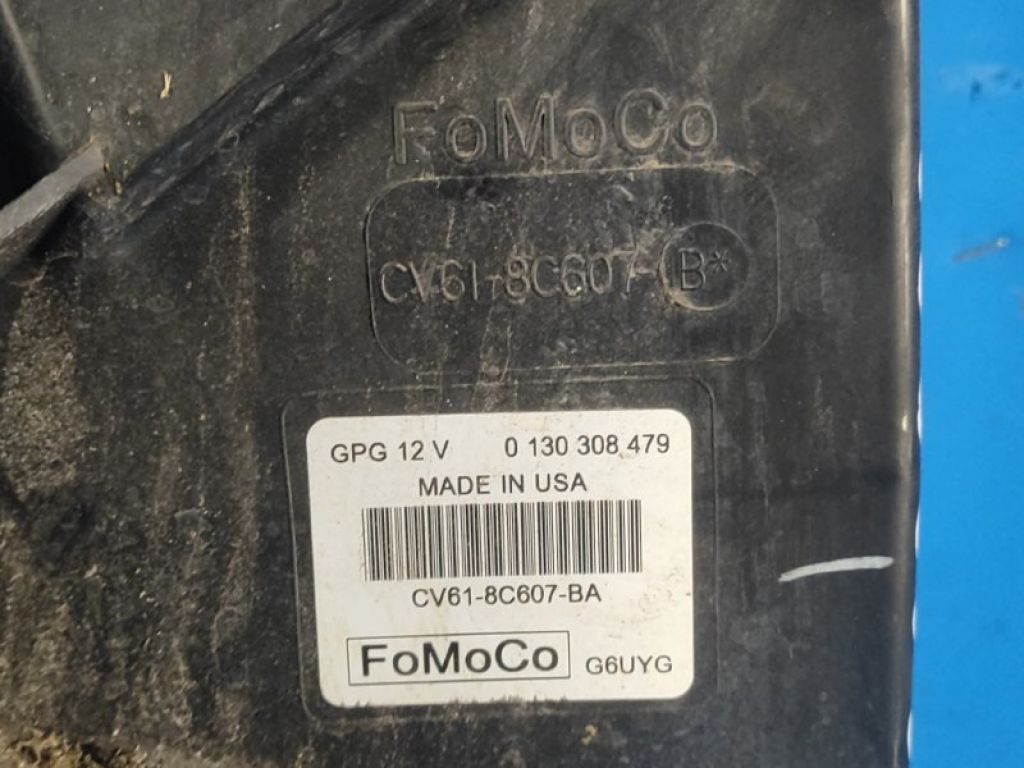 FoMoCo
CV61-8C607-B*
GPG 12 V 0 130 308 479
MADE IN USA
CV61-8C607-BA
FoMoCo G6UYG